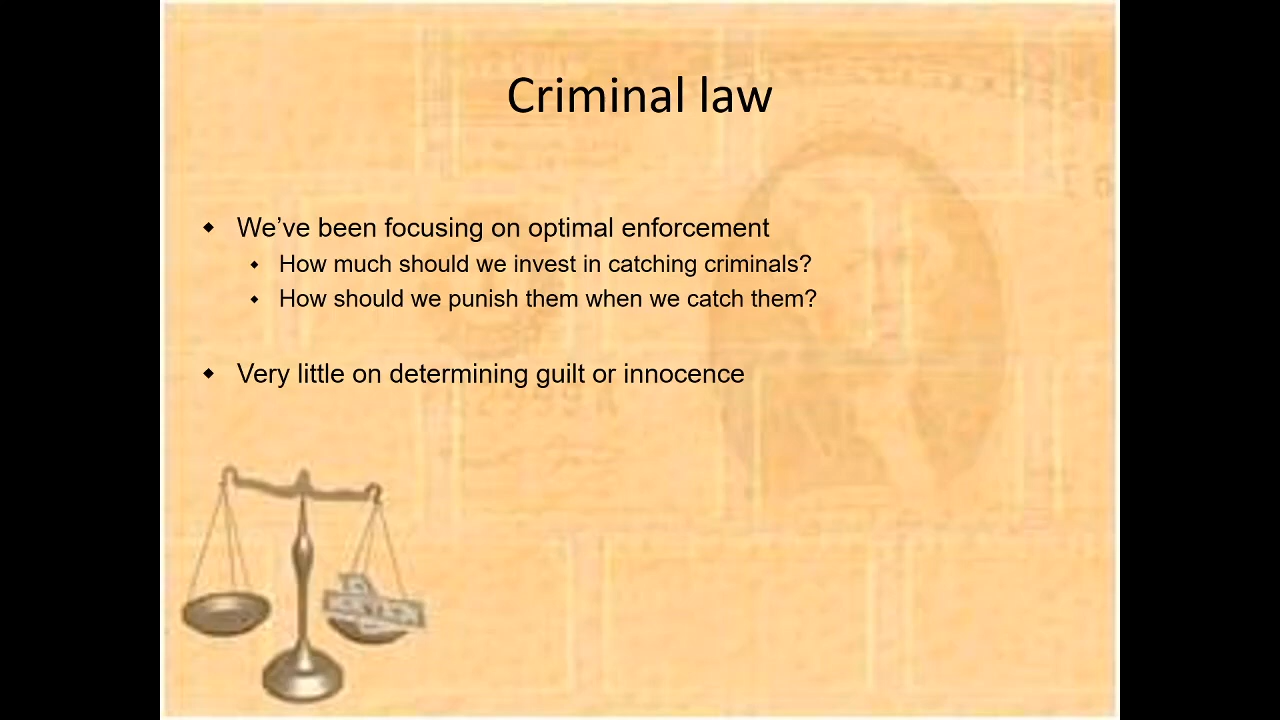 Criminal law
We’ve been focusing on optimal enforcement
How much should we invest in catching criminals?
How should we punish them when we catch them?
Very little on determining guilt or innocence